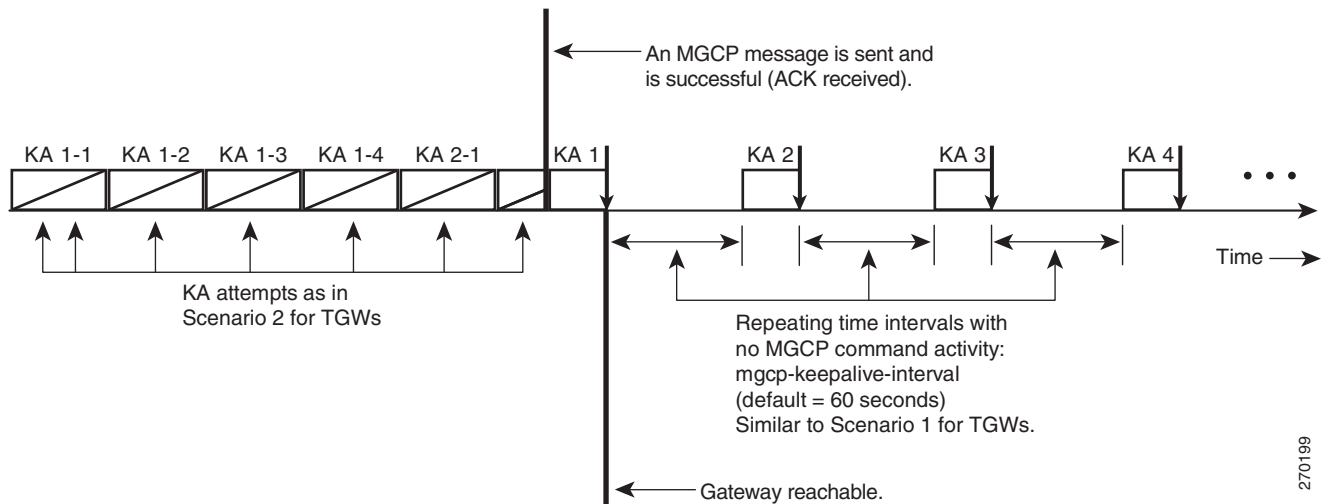 An MGCP message is sent and
is successful (ACK received).
KA 1-1 KA 1-2 KA 1-3 KA 1-4 KA 2-1 KA 1 KA 2 KA 3 KA 4
Time
KA attempts as in
Scenario 2 for TGWs
Repeating time intervals with
no MGCP command activity:
mgcp-keepalive-interval
(default = 60 seconds)
Similar to Scenario 1 for TGWs.
Gateway reachable.
270199